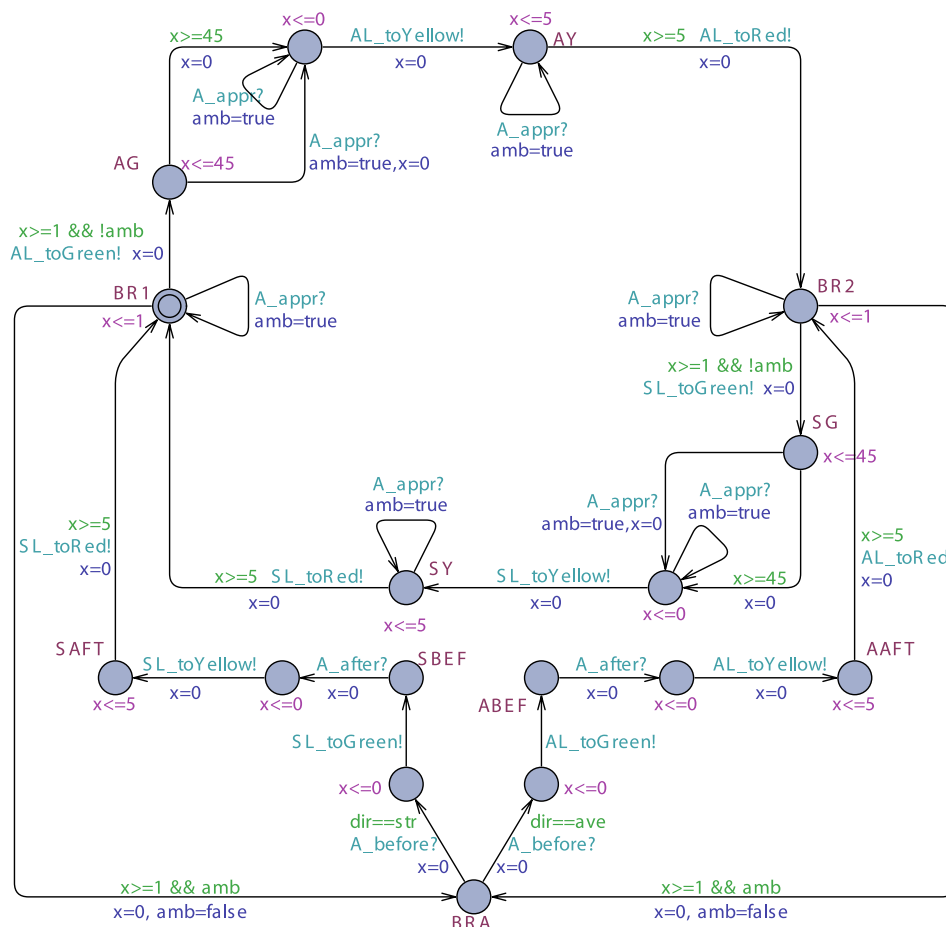 x<=0
x<=5
x>=45
AL_toYellow!
AY
x>=5 AL_toRed!
x=0
x=0
x=0
A_appr?
amb=true
A_appr?
amb=true
A_appr?
amb=true,x=0
AG
x<=45
x>=1 && !amb
AL_toGreen! x=0
BR1
x<=1
A_appr?
amb=true
A_appr?
amb=true
BR2
x<=1
x>=1 && !amb
SL_toGreen! x=0
SG
x<=45
A_appr?
amb=true
A_appr?
amb=true
A_appr?
amb=true,x=0
x>=5
SL_toRed!
x=0
x>=5
AL_toRed!
x=0
x>=5 SL_toRed!
x=0
SY
x<=5
SL_toYellow!
x=0
x<=0
x>=45
x=0
SAFT
x<=5
SL_toYellow!
x=0
x<=0
A_after?
x=0
SBEF
ABEF
A_after?
x=0
x<=0
AL_toYellow!
x=0
AAFT
x<=5
SL_toGreen!
AL_toGreen!
x<=0
x<=0
dir==str
A_before?
x=0
dir==ave
A_before?
x=0
x>=1 && amb
x=0, amb=false
BRA
x>=1 && amb
x=0, amb=false